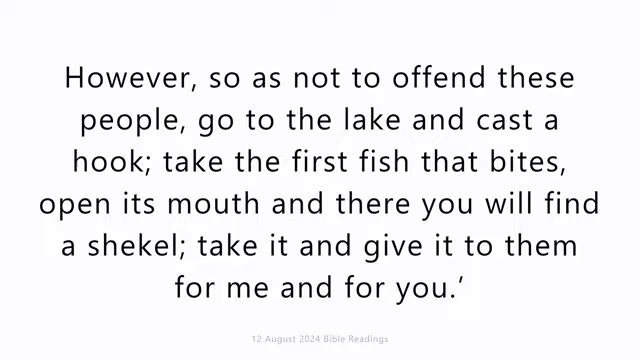 However, so as not to offend these
people, go to the lake and cast a
hook; take the first fish that bites,
open its mouth and there you will find
a shekel; take it and give it to them
for me and for you.’
12 August 2024 Bible Readings